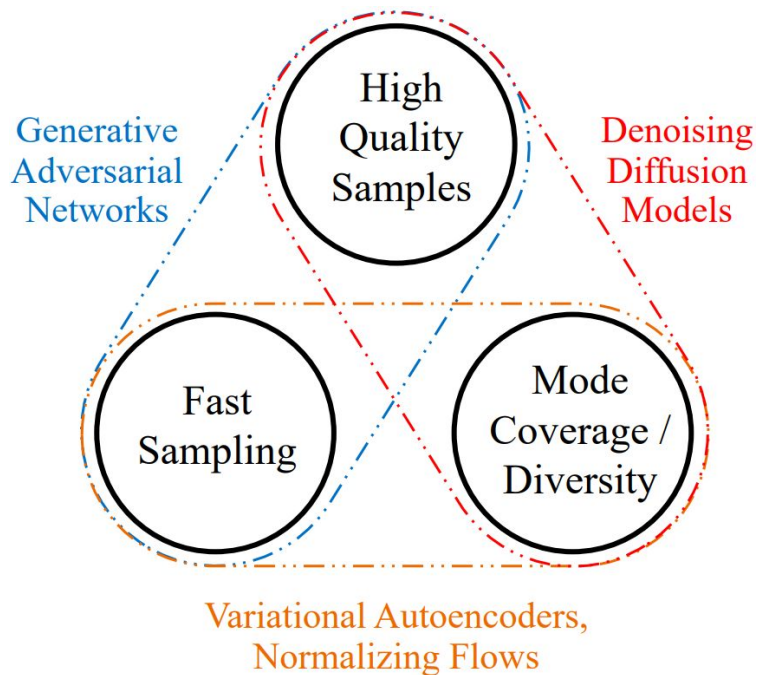 High
Quality
Samples
Generative
Adversarial
Networks
Denoising
Diffusion
Models
Fast
Sampling
Mode
Coverage /
Diversity
Variational Autoencoders,
Normalizing Flows